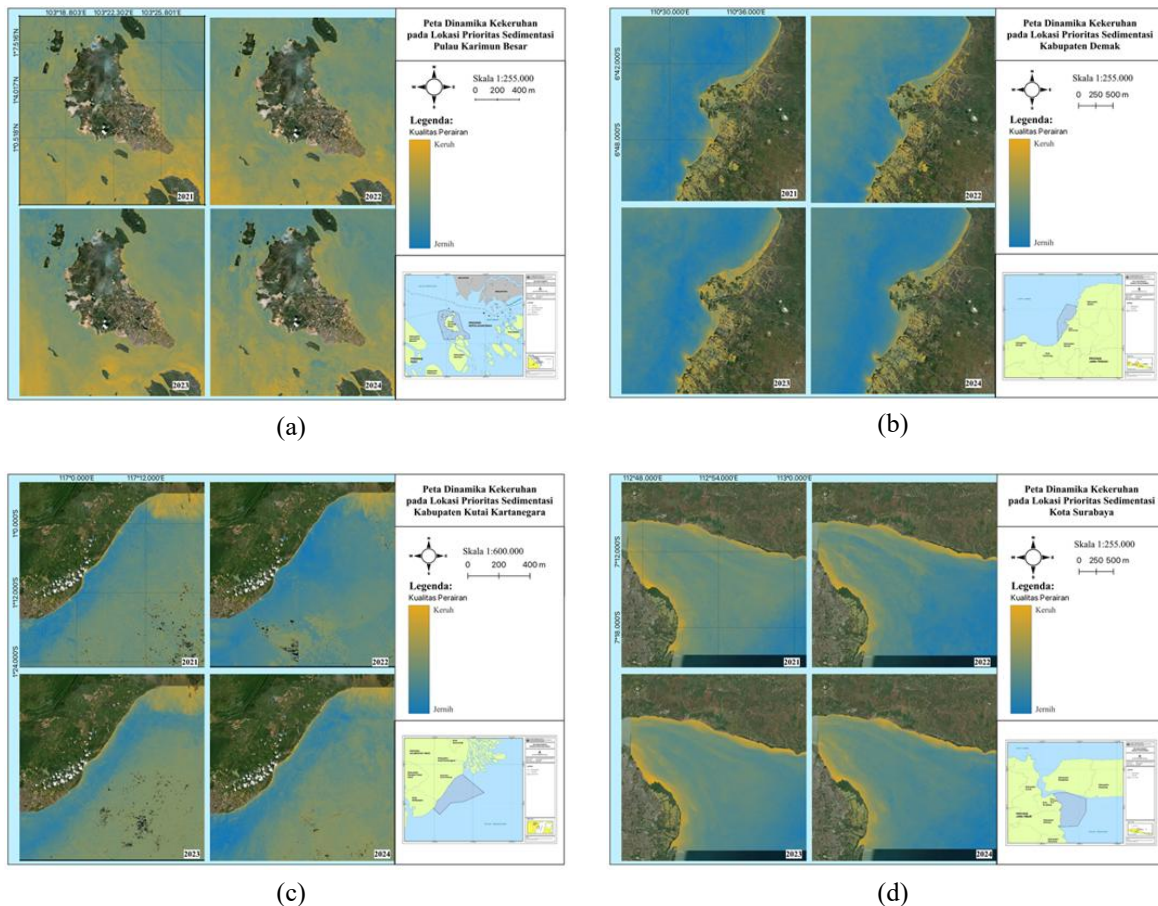 103°18.803'E 103°22.302'E 103°25.801'E
1°7.516'N
1°4.017'N
1°0.518'N
2021
2022
2023
2024
Peta Dinamika Kekeruhan
pada Lokasi Prioritas Sedimentasi
Pulau Karimun Besar
N
W E
S
Skala 1:255.000
0 200 400 m
Legenda:
Kualitas Perairan
Keruh
Jernih
(a)
110°30.000'E 110°36.000'E
6°42.000'S
6°48.000'S
2021
2022
2023
2024
Peta Dinamika Kekeruhan
pada Lokasi Prioritas Sedimentasi
Kabupaten Demak
N
W E
S
Skala 1:255.000
0 250 500 m
Legenda:
Kualitas Perairan
Keruh
Jernih
(b)
117°0.000'E 117°12.000'E
1°0.000'S
1°12.000'S
1°24.000'S
2021
2022
2023
2024
Peta Dinamika Kekeruhan
pada Lokasi Prioritas Sedimentasi
Kabupaten Kutai Kartanegara
N
W E
S
Skala 1:600.000
0 200 400 m
Legenda:
Kualitas Perairan
Keruh
Jernih
(c)
112°48.000'E 112°54.000'E 113°0.000'E
7°12.000'S
7°18.000'S
2021
2022
2023
2024
Peta Dinamika Kekeruhan
pada Lokasi Prioritas Sedimentasi
Kota Surabaya
N
W E
S
Skala 1:255.000
0 250 500 m
Legenda:
Kualitas Perairan
Keruh
Jernih
(d)